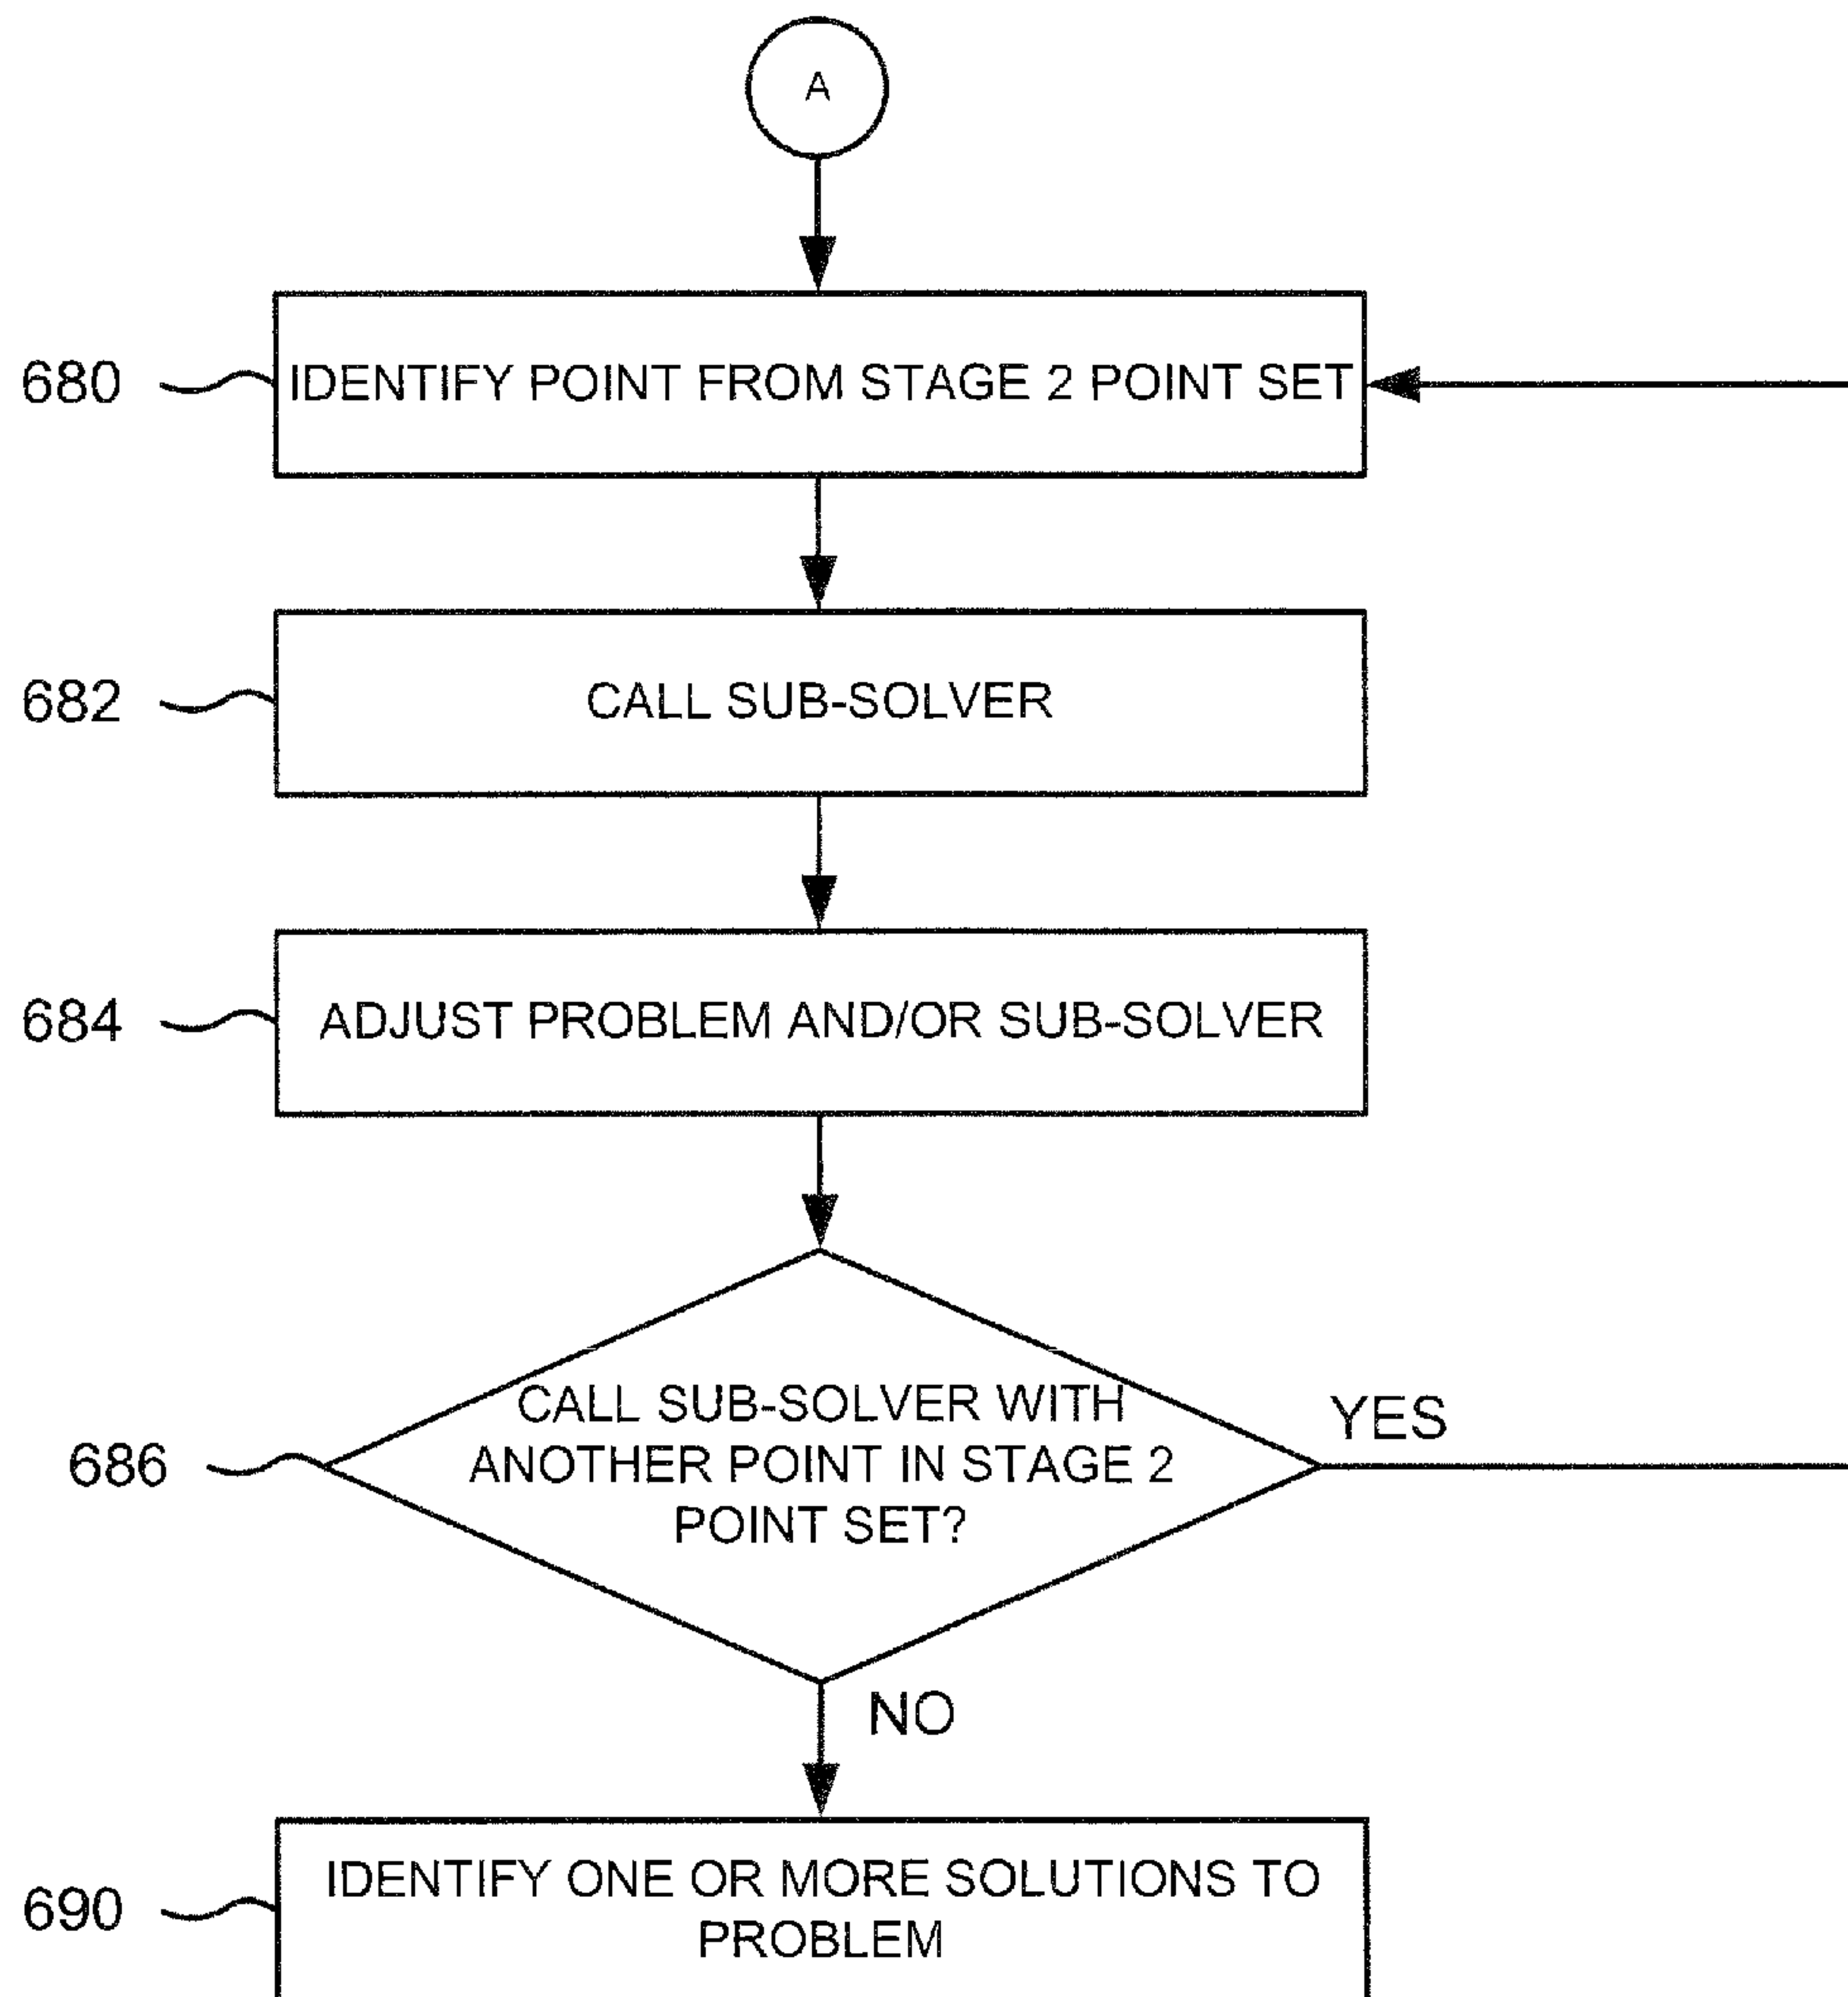 A
680
IDENTIFY POINT FROM STAGE 2 POINT SET
682
CALL SUB-SOLVER
684
ADJUST PROBLEM AND/OR SUB-SOLVER
686
CALL SUB-SOLVER WITH
ANOTHER POINT IN STAGE 2
POINT SET?
YES
NO
690
IDENTIFY ONE OR MORE SOLUTIONS TO
PROBLEM